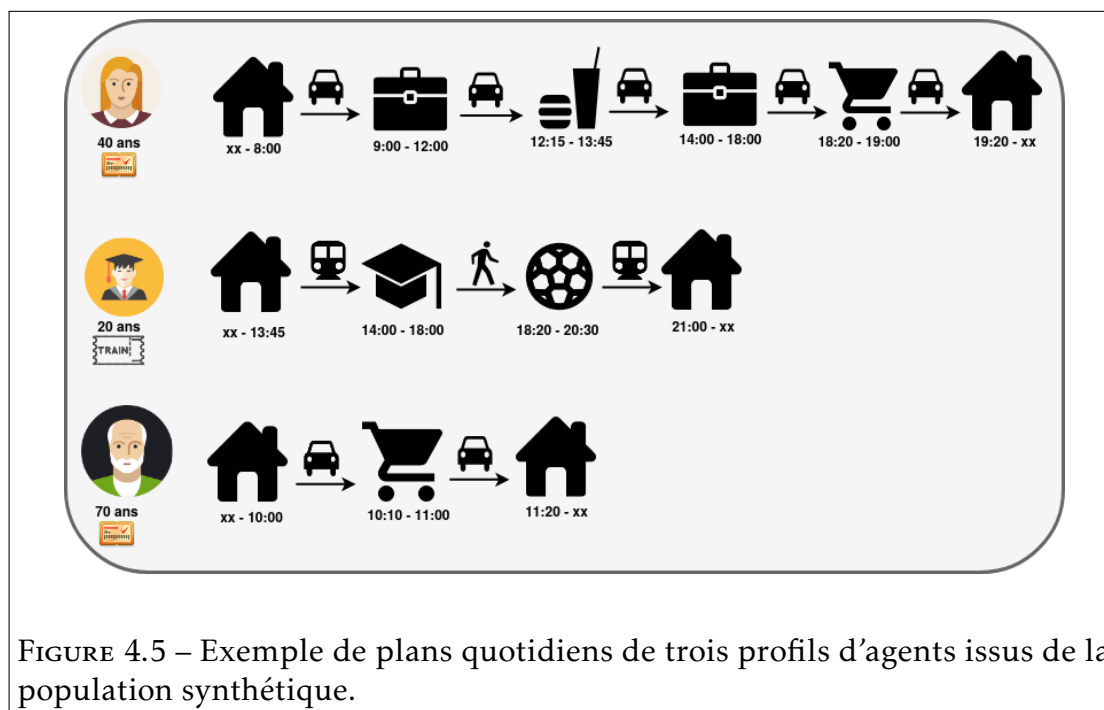 40 ans
xx - 8:00 9:00 - 12:00 12:15 - 13:45 14:00 - 18:00 18:20 - 19:00 19:20 - xx
20 ans
TRAIN
xx - 13:45 14:00 - 18:00 18:20 - 20:30 21:00 - xx
70 ans
xx - 10:00 10:10 - 11:00 11:20 - xx
FIGURE 4.5 – Exemple de plans quotidiens de trois profils d'agents issus de la
population synthétique.